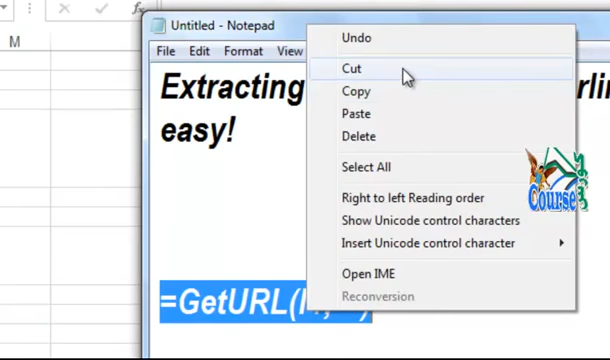 M
fx
Untitled - Notepad
File Edit Format View
Extracting
easy!
=GetURL(
Undo
Cut
Copy
Paste
Delete
Select All
Right to left Reading order
Show Unicode control characters
Insert Unicode control character
Open IME
Reconversion
Course